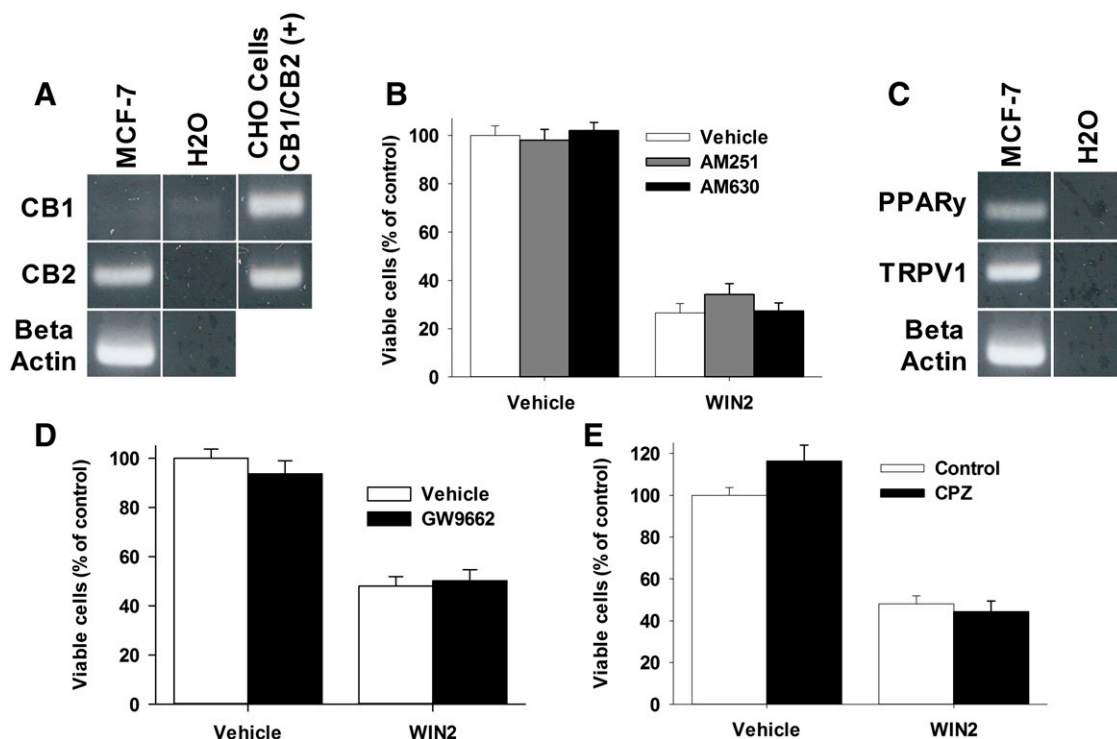 A
MCF-7
H2O
CHO Cells
CB1/CB2 (+)
CB1
CB2
Beta
Actin
B
Viable cells (% of control)
100
80
60
40
20
0
Vehicle
AM251
AM630
Vehicle
WIN2
C
MCF-7
H2O
PPARy
TRPV1
Beta
Actin
D
Viable cells (% of control)
100
80
60
40
20
0
Vehicle
GW9662
Vehicle
WIN2
E
Viable cells (% of control)
120
100
80
60
40
20
0
Control
CPZ
Vehicle
WIN2